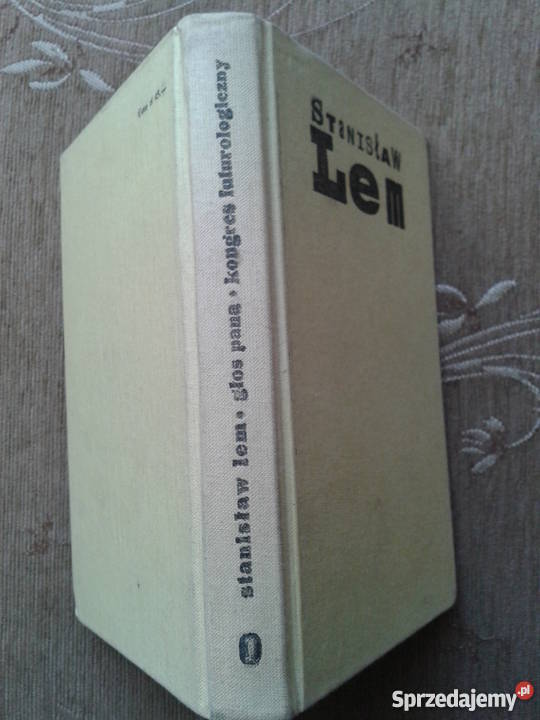 STANISŁAW
Lem
stanisław lem • głos pana • kongres futurologiczny
Sprzedajemy.pl